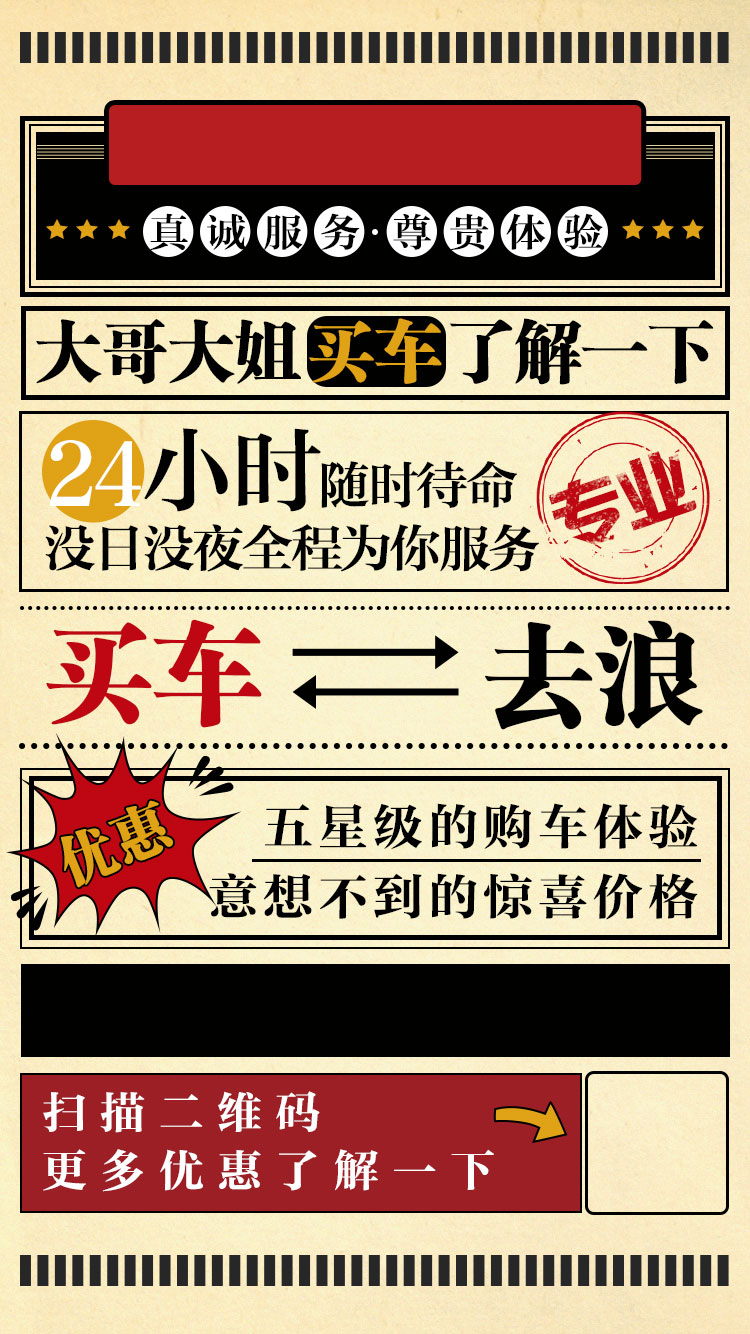 真诚服务·尊贵体验
大哥大姐买车了解一下
24小时随时待命
没日没夜全程为你服务
专业
买车 去浪
优惠
五星级的购车体验
意想不到的惊喜价格
扫描二维码
更多优惠了解一下